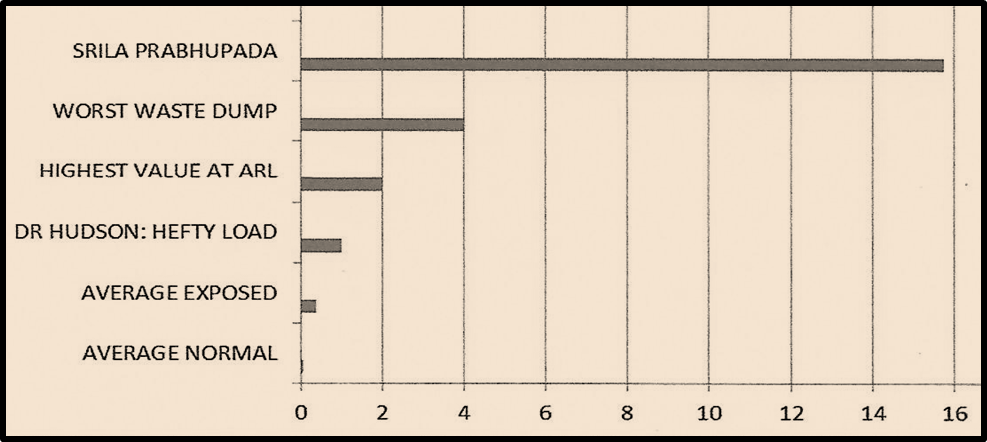 SRILA PRABHUPADA
WORST WASTE DUMP
HIGHEST VALUE AT ARL
DR HUDSON: HEFTY LOAD
AVERAGE EXPOSED
AVERAGE NORMAL
0 2 4 6 8 10 12 14 16